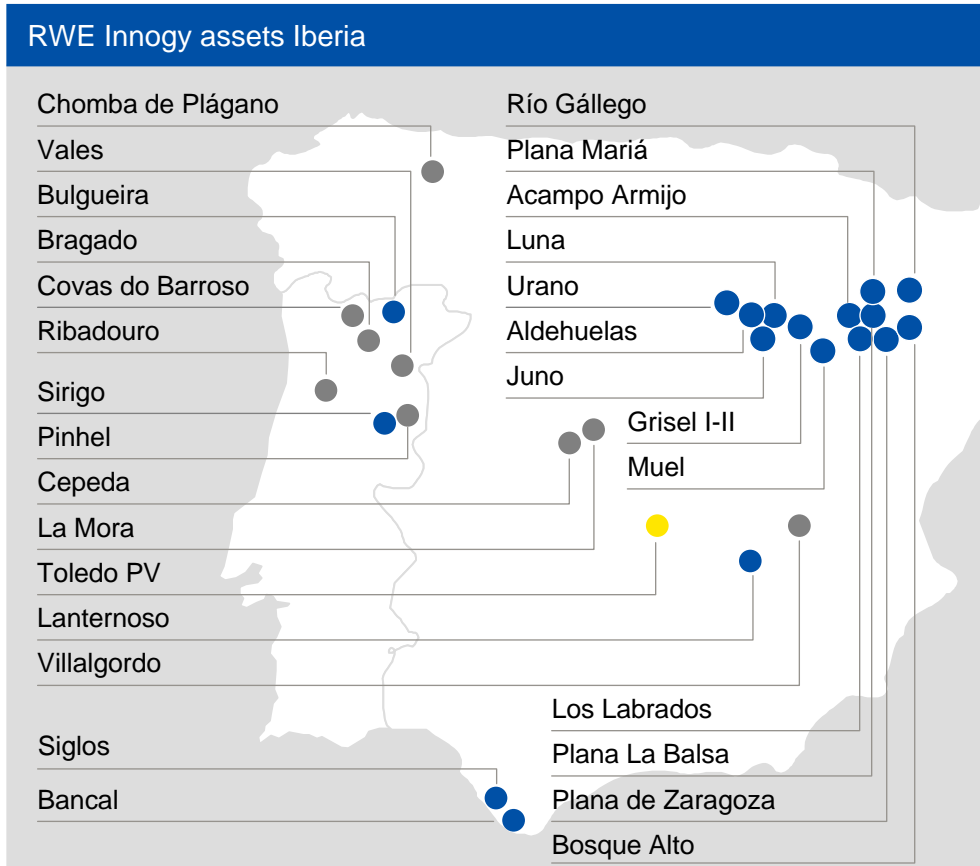 RWE Innogy assets Iberia
Chomba de Plágano
Vales
Bulgueira
Bragado
Covas do Barroso
Ribadouro
Sirigo
Pinhel
Cepeda
La Mora
Toledo PV
Lanternoso
Villalgordo
Siglos
Bancal
Río Gállego
Plana Mariá
Acampo Armijo
Luna
Urano
Aldehuelas
Juno
Grisel I-II
Muel
Los Labrados
Plana La Balsa
Plana de Zaragoza
Bosque Alto